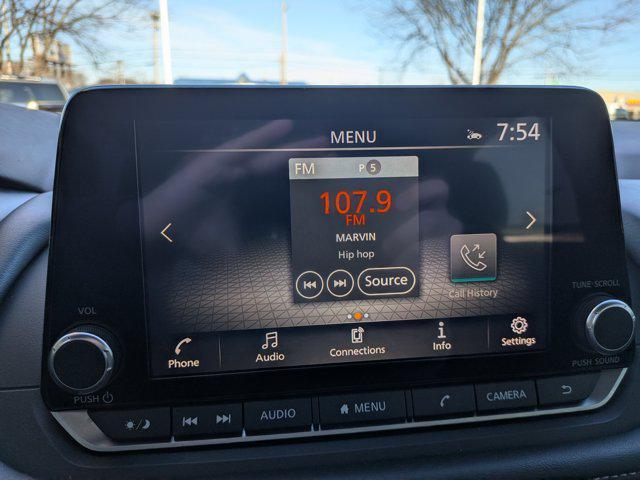 MENU
7:54
FM P 5
107.9
FM
MARVIN
Hip hop
Source
Call History
Phone
Audio
Connections
Info
Settings
VOL
PUSH
TUNE·SCROLL
PUSH SOUND
AUDIO
MENU
CAMERA